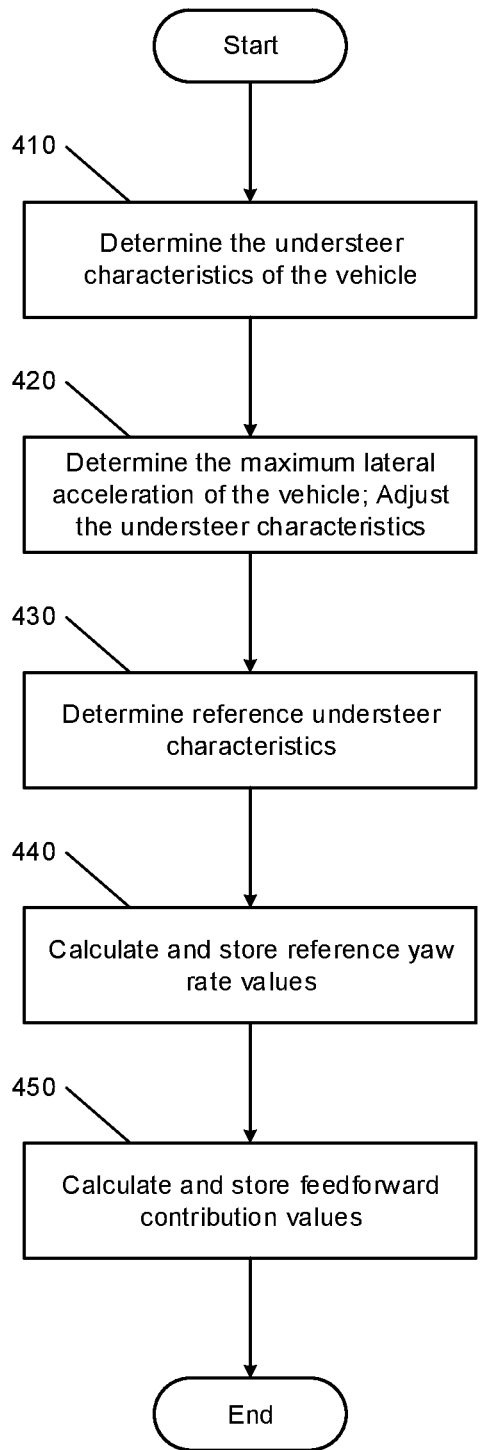 Start
410
Determine the understeer
characteristics of the vehicle
420
Determine the maximum lateral
acceleration of the vehicle; Adjust
the understeer characteristics
430
Determine reference understeer
characteristics
440
Calculate and store reference yaw
rate values
450
Calculate and store feedforward
contribution values
End